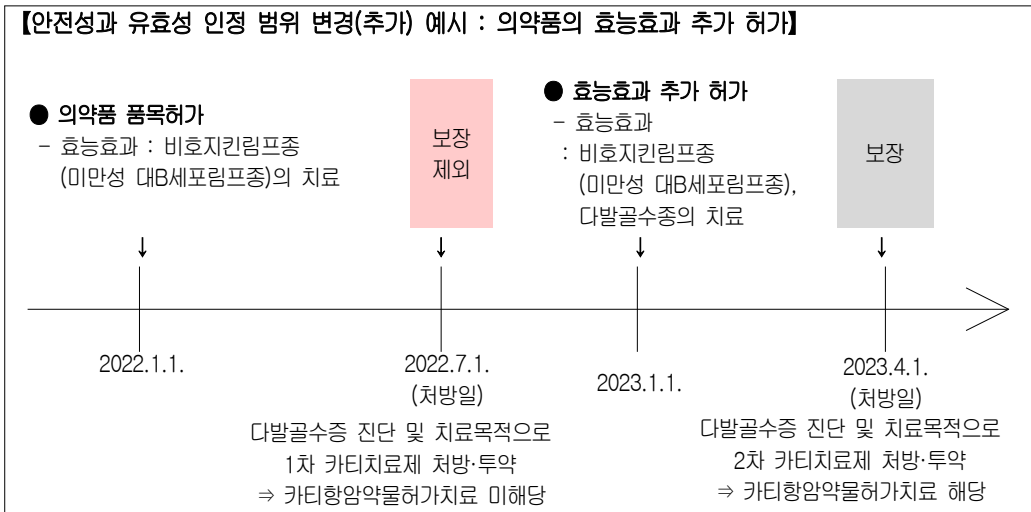 【안전성과 유효성 인정 범위 변경(추가) 예시 : 의약품의 효능효과 추가 허가】
● 의약품 품목허가
- 효능효과 : 비호지킨림프종
(미만성 대B세포림프종)의 치료
보장
제외
● 효능효과 추가 허가
- 효능효과
: 비호지킨림프종
(미만성 대B세포림프종),
다발골수종의 치료
보장
↓ ↓ ↓ ↓
2022.1.1.
2022.7.1.
(처방일)
다발골수증 진단 및 치료목적으로
1차 카티치료제 처방·투약
⇒ 카티항암약물허가치료 미해당
2023.1.1.
2023.4.1.
(처방일)
다발골수증 진단 및 치료목적으로
2차 카티치료제 처방·투약
⇒ 카티항암약물허가치료 해당